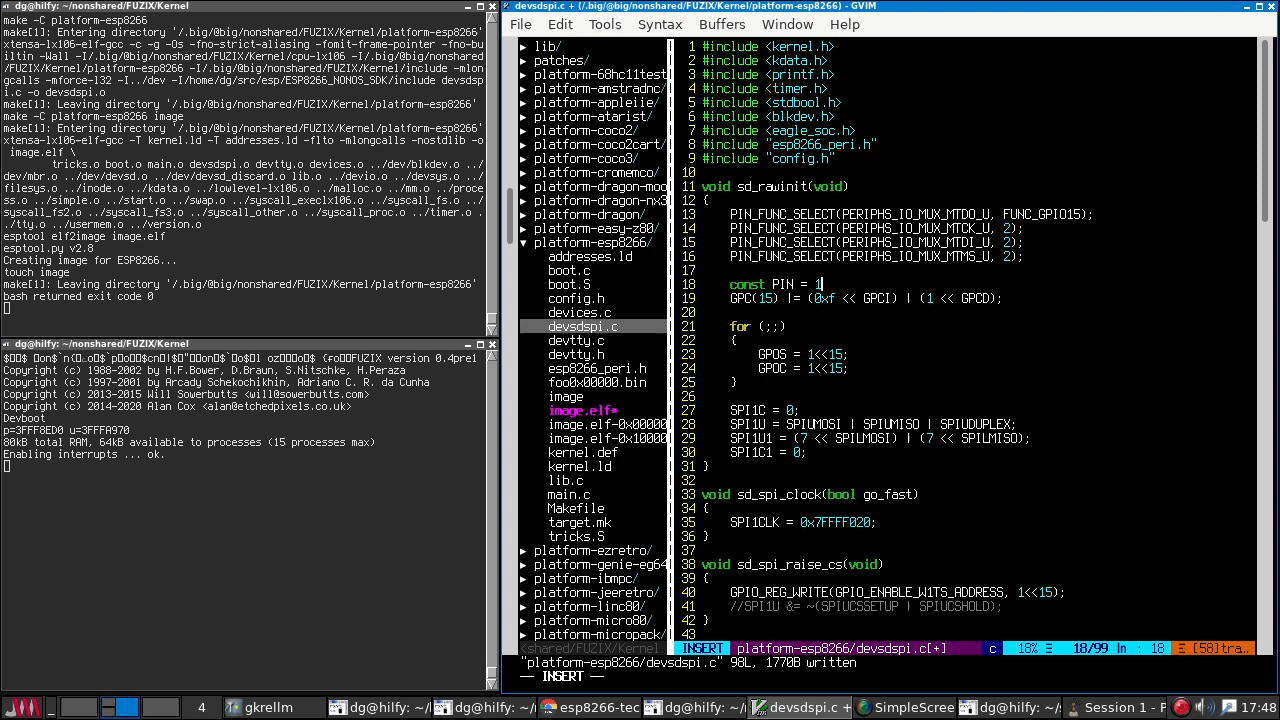 dg@hilfy: ~/nonshared/FUZIX/Kernel
make -C platform-esp8266
make[1]: Entering directory '/.big/@big/nonshared/FUZIX/Kernel/platform-esp8266'
xtensa-lx106-elf-gcc -c -g -Os -fno-strict-aliasing -fomit-frame-pointer -fno-bu
iltin -Wall -I/.big/@big/nonshared/FUZIX/Kernel/cpu-lx106 -I/.big/@big/nonshared
/FUZIX/Kernel/platform-esp8266 -I/.big/@big/nonshared/FUZIX/Kernel/include -mlon
gcalls -mforce-l32 -I../dev -I/home/dg/src/esp/ESP8266_NONOS_SDK/include devsdsp
i.c -o devsdspi.o
make[1]: Leaving directory '/.big/@big/nonshared/FUZIX/Kernel/platform-esp8266'
make -C platform-esp8266 image
make[1]: Entering directory '/.big/@big/nonshared/FUZIX/Kernel/platform-esp8266'
xtensa-lx106-elf-gcc -T kernel.ld -T addresses.ld -flto -mlongcalls -nostdlib -o
image.elf \
tricks.o libc.o main.o devsdspi.o devtty.o devices.o ../dev/blkdev.o ../
dev/mbr.o ../dev/devsd.o ../dev/devsd_discard.o lib.o ../devio.o ../devsys.o ../
filesys.o ../inode.o ../kdata.o ../lowlevel-lx106.o ../malloc.o ../mm.o ../proce
ss.o ../simple.o ../start.o ../swap.o ../syscall_execlx106.o ../syscall_fs.o ../
syscall_fs2.o ../syscall_fs3.o ../syscall_other.o ../syscall_proc.o ../timer.o .
./tty.o ../usermem.o ../version.o
esptool elf2image image.elf
esptool.py v2.8
Creating image for ESP8266...
touch image
make[1]: Leaving directory '/.big/@big/nonshared/FUZIX/Kernel/platform-esp8266'
bash returned exit code 0
dg@hilfy: ~/nonshared/FUZIX/Kernel
FUZIX version 0.4pre1
Copyright (c) 1988-2002 by H.F.Bower, D.Braun, S.Nitschke, H.Peraza
Copyright (c) 1997-2001 by Arcady Schekochikhin, Adriano C. R. da Cunha
Copyright (c) 2013-2015 Will Sowerbutts <will@sowerbutts.com>
Copyright (c) 2014-2020 Alan Cox <alan@etchedpixels.co.uk>
Devboot
p=3FFF8ED0 u=3FFFA970
80kB total RAM, 64kB available to processes (15 processes max)
Enabling interrupts ... ok.
devsdspi.c + (/.big/@big/nonshared/FUZIX/Kernel/platform-esp8266) - GVIM
File Edit Tools Syntax Buffers Window Help
▸ lib/
▸ patches/
▸ platform-68hc11test
▸ platform-amstradnc/
▸ platform-appleiie/
▸ platform-atarist/
▸ platform-coco2/
▸ platform-coco2cart/
▸ platform-coco3/
▸ platform-cromemco/
▸ platform-dragon-moo
▸ platform-dragon-nx3
▸ platform-dragon/
▸ platform-easy-z80/
▾ platform-esp8266/
addresses.ld
boot.c
boot.S
config.h
devices.c
devsdspi.c
devtty.c
devtty.h
esp8266_peri.h
foo0x00000.bin
image
image.elf*
image.elf-0x00000
image.elf-0x10000
kernel.def
kernel.ld
lib.c
main.c
Makefile
target.mk
tricks.S
▸ platform-ezretro/
▸ platform-genie-eg64
▸ platform-ibmpc/
▸ platform-jeeretro/
▸ platform-linc80/
▸ platform-micro80/
▸ platform-micropack/
<shared/FUZIX/Kernel
1 #include <kernel.h>
2 #include <kdata.h>
3 #include <printf.h>
4 #include <timer.h>
5 #include <stdbool.h>
6 #include <blkdev.h>
7 #include <eagle_soc.h>
8 #include "esp8266_peri.h"
9 #include "config.h"
10
11 void sd_rawinit(void)
12 {
13 PIN_FUNC_SELECT(PERIPHS_IO_MUX_MTDO_U, FUNC_GPIO15);
14 PIN_FUNC_SELECT(PERIPHS_IO_MUX_MTCK_U, 2);
15 PIN_FUNC_SELECT(PERIPHS_IO_MUX_MTDI_U, 2);
16 PIN_FUNC_SELECT(PERIPHS_IO_MUX_MTMS_U, 2);
17
18 const PIN = 1
19 GPC(15) |= (0xf << GPCI) | (1 << GPCD);
20
21 for (;;)
22 {
23 GPOS = 1<<15;
24 GPOC = 1<<15;
25 }
26
27 SPI1C = 0;
28 SPI1U = SPIUMOSI | SPIUMISO | SPIUDUPLEX;
29 SPI1U1 = (7 << SPILMOSI) | (7 << SPILMISO);
30 SPI1C1 = 0;
31 }
32
33 void sd_spi_clock(bool go_fast)
34 {
35 SPI1CLK = 0x7FFFF020;
36 }
37
38 void sd_spi_raise_cs(void)
39 {
40 GPIO_REG_WRITE(GPIO_ENABLE_W1TS_ADDRESS, 1<<15);
41 //SPI1U &= ~(SPIUCSSETUP | SPIUCSHOLD);
42 }
43
INSERT platform-esp8266/devsdspi.c[+] c 18% Ξ 18/99 ln : 18 Ξ [58]tra…
"platform-esp8266/devsdspi.c" 98L, 1770B written
-- INSERT --
4 gkrellm dg@hilfy: ~/ dg@hilfy: ~/ esp8266-tec dg@hilfy: ~/ devsdspi.c + SimpleScree dg@hilfy: ~/ Session 1 - F 17:48